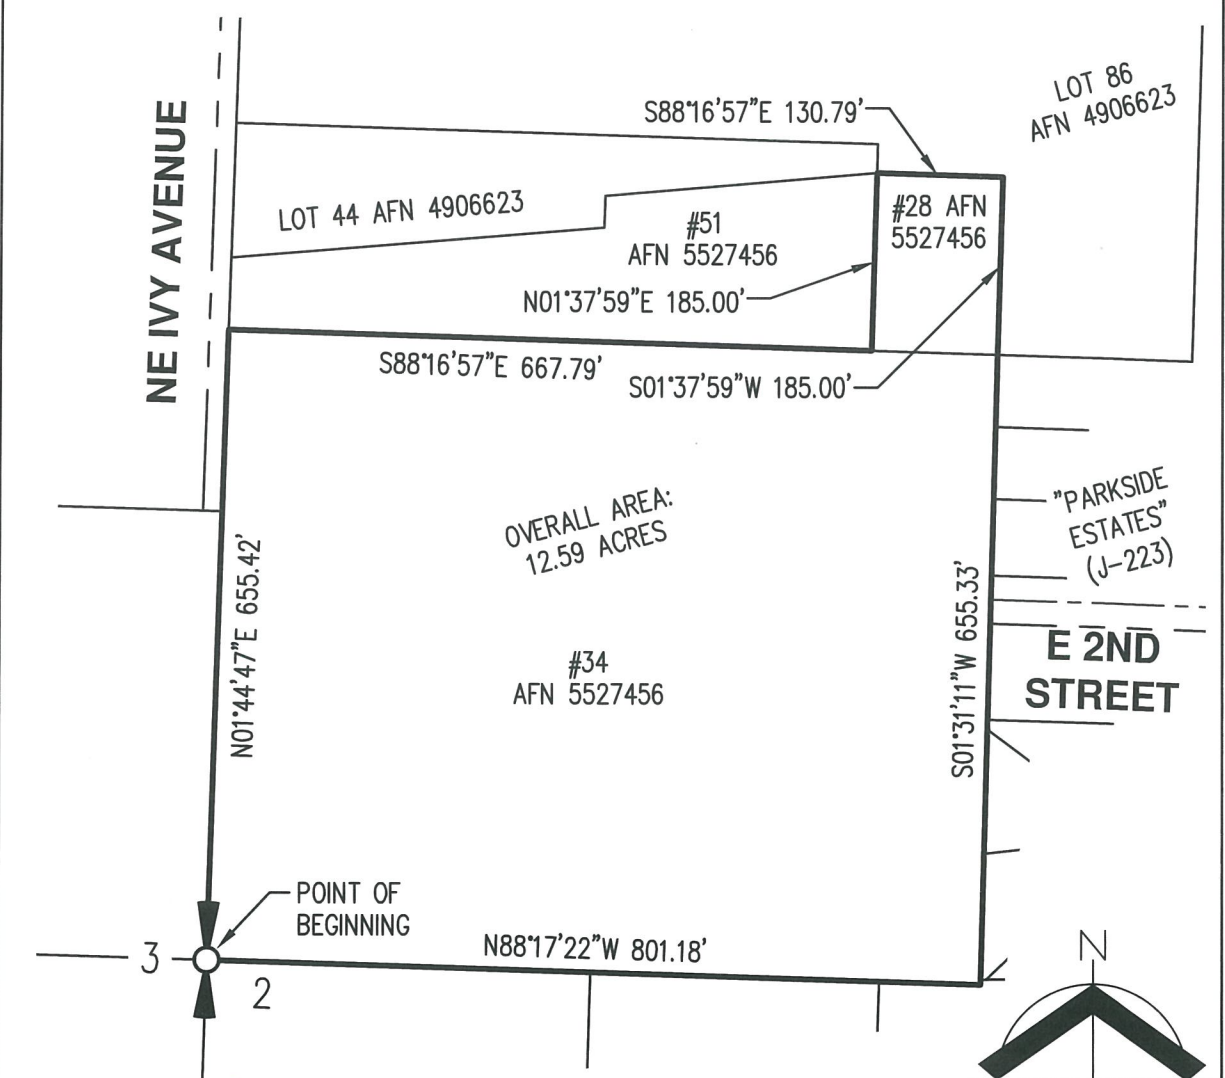 LOT 86
AFN 4906623
S88°16'57"E 130.79'
NE IVY AVENUE
LOT 44 AFN 4906623
#51
AFN 5527456
#28 AFN
5527456
N01°37'59"E 185.00'
S88°16'57"E 667.79'
S01°37'59"W 185.00'
OVERALL AREA:
12.59 ACRES
"PARKSIDE
ESTATES"
(J-223)
N01°44'47"E 655.42'
S01°31'11"W 655.33'
E 2ND
STREET
#34
AFN 5527456
POINT OF
BEGINNING
N88°17'22"W 801.18'
3
2
N